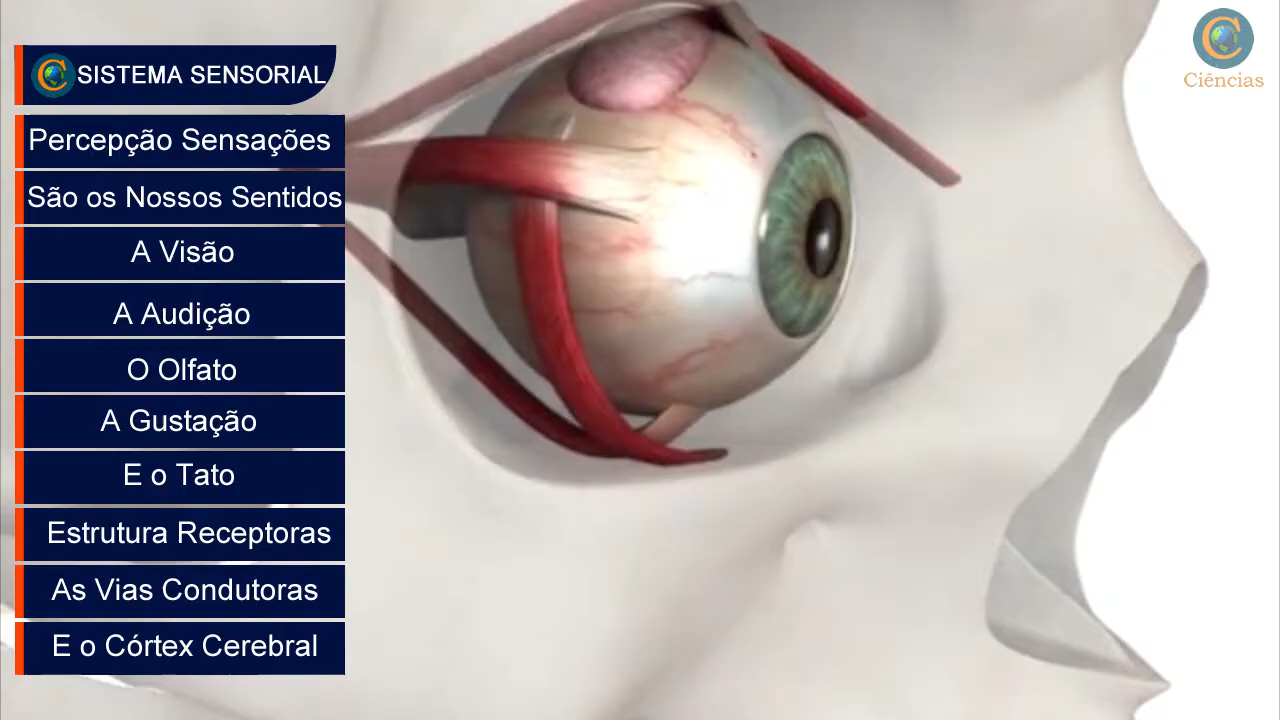 SISTEMA SENSORIAL
Percepção Sensações
São os Nossos Sentidos
A Visão
A Audição
O Olfato
A Gustação
E o Tato
Estrutura Receptoras
As Vias Condutoras
E o Córtex Cerebral
C
Ciências